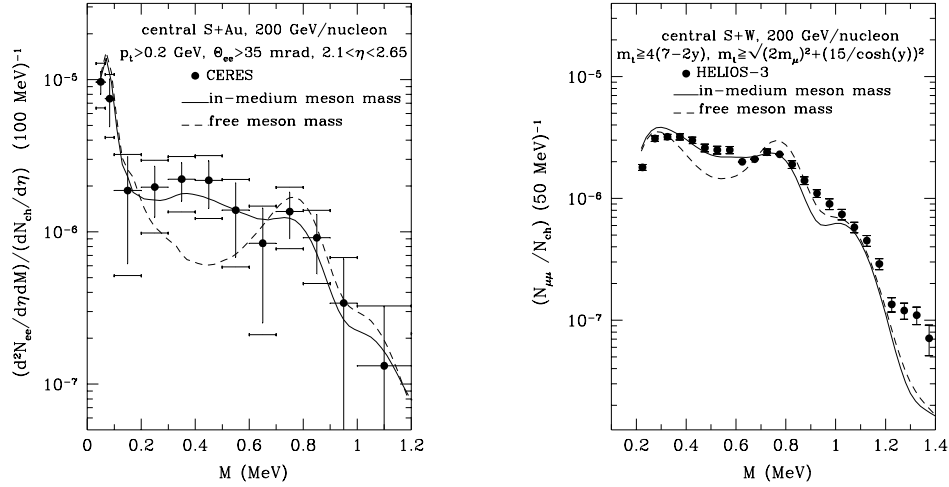 central S+Au, 200 GeV/nucleon
p_t>0.2 GeV, Θ_ee>35 mrad, 2.1<η<2.65
CERES
in-medium meson mass
free meson mass
(d²N_ee/dηdM)/(dN_ch/dη) (100 MeV)⁻¹
10⁻⁵
10⁻⁶
10⁻⁷
0 0.2 0.4 0.6 0.8 1 1.2
M (MeV)
central S+W, 200 GeV/nucleon
m_t≥4(7-2y), m_t≥√(2m_μ)²+(15/cosh(y))²
HELIOS-3
in-medium meson mass
free meson mass
(N_μμ /N_ch) (50 MeV)⁻¹
10⁻⁵
10⁻⁶
10⁻⁷
0.2 0.4 0.6 0.8 1 1.2 1.4
M (MeV)